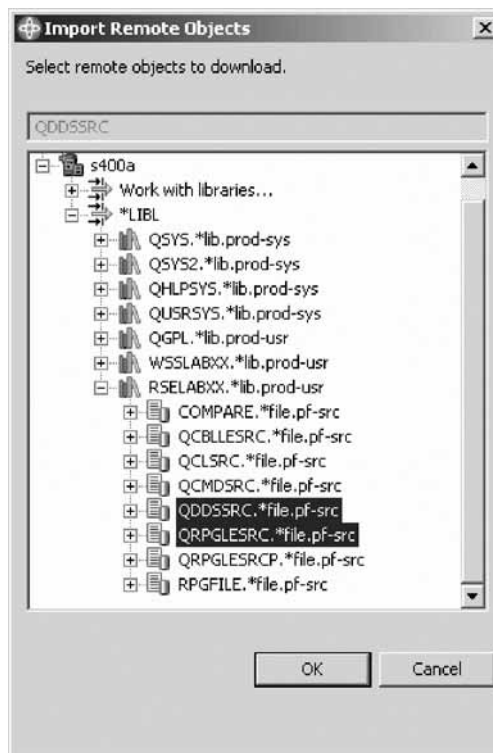 Import Remote Objects
Select remote objects to download.
QDDSSRC
s400a
Work with libraries...
*LIBL
QSYS.*lib.prod-sys
QSYS2.*lib.prod-sys
QHLPSYS.*lib.prod-sys
QUSRSYS.*lib.prod-sys
QGPL.*lib.prod-usr
WSSLABXX.*lib.prod-usr
RSELABXX.*lib.prod-usr
COMPARE.*file.pf-src
QCBLLESRC.*file.pf-src
QCLSRC.*file.pf-src
QCMDSRC.*file.pf-src
QDDSSRC.*file.pf-src
QRPGLESRC.*file.pf-src
QRPGLESRCP.*file.pf-src
RPGFILE.*file.pf-src
OK Cancel